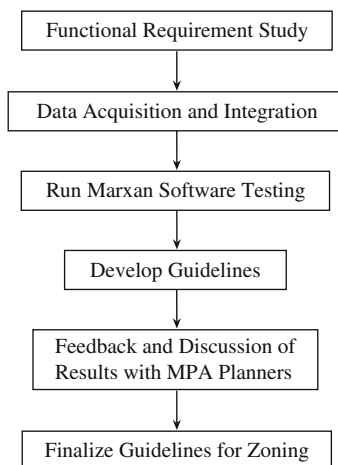 Functional Requirement Study
Data Acquisition and Integration
Run Marxan Software Testing
Develop Guidelines
Feedback and Discussion of
Results with MPA Planners
Finalize Guidelines for Zoning